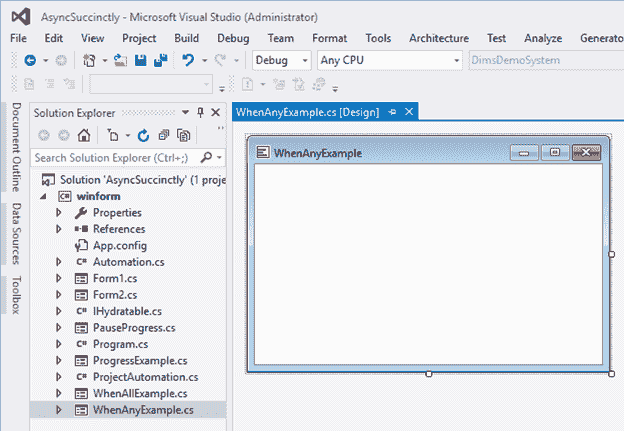 AsyncSuccinctly - Microsoft Visual Studio (Administrator)
File Edit View Project Build Debug Team Format Tools Architecture Test Analyze Generato
Debug Any CPU DimsDemoSystem
Document Outline
Data Sources
Toolbox
Solution Explorer
Search Solution Explorer (Ctrl+;)
Solution 'AsyncSuccinctly' (1 proje
winform
Properties
References
App.config
C# Automation.cs
Form1.cs
Form2.cs
C# IHydratable.cs
PauseProgress.cs
C# Program.cs
ProgressExample.cs
C# ProjectAutomation.cs
WhenAllExample.cs
WhenAnyExample.cs
WhenAnyExample.cs [Design]
WhenAnyExample